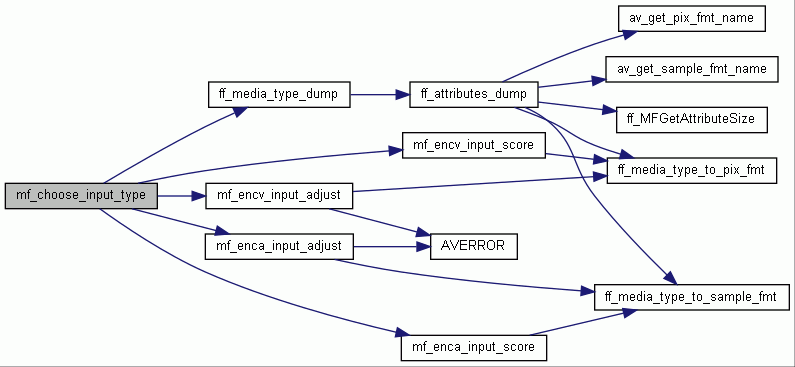 av_get_pix_fmt_name
av_get_sample_fmt_name
ff_media_type_dump
ff_attributes_dump
ff_MFGetAttributeSize
mf_encv_input_score
ff_media_type_to_pix_fmt
mf_choose_input_type
mf_encv_input_adjust
mf_enca_input_adjust
AVERROR
ff_media_type_to_sample_fmt
mf_enca_input_score